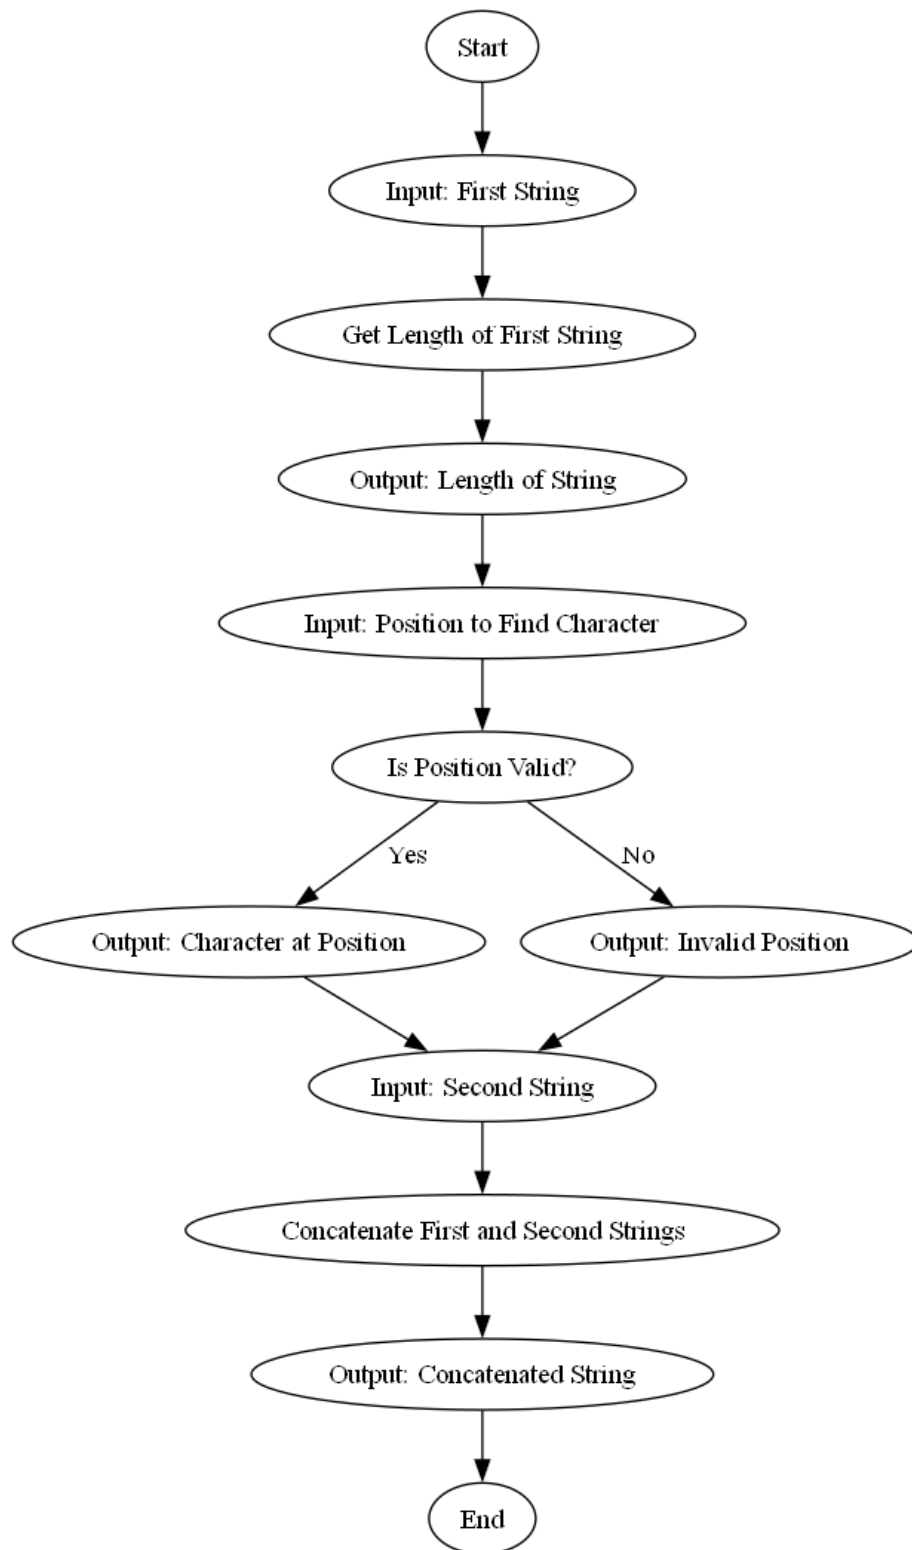 Start
Input: First String
Get Length of First String
Output: Length of String
Input: Position to Find Character
Is Position Valid?
Yes
No
Output: Character at Position
Output: Invalid Position
Input: Second String
Concatenate First and Second Strings
Output: Concatenated String
End